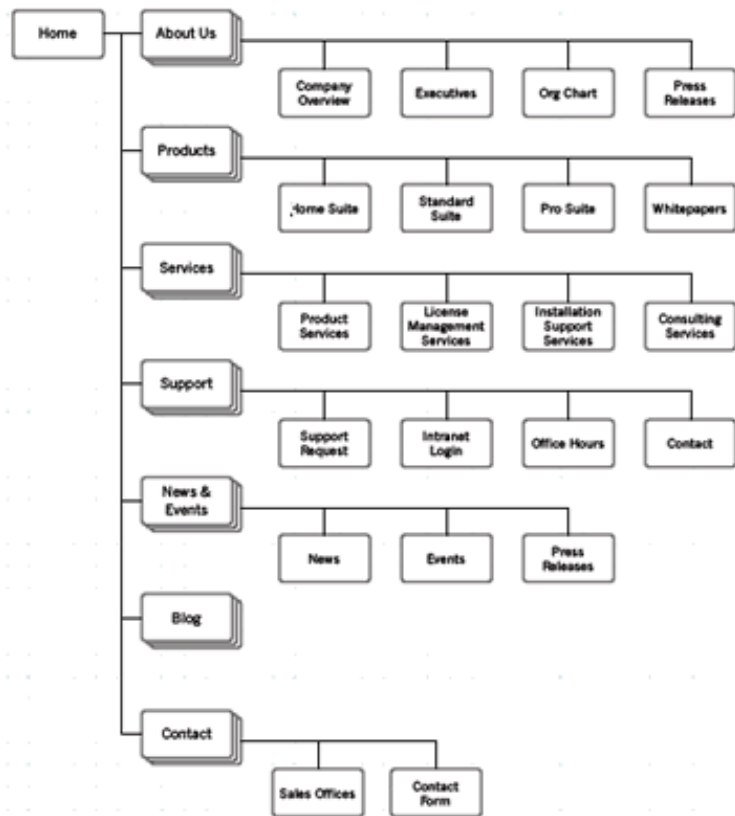 Home
About Us
Company
Overview
Executives
Org Chart
Press
Releases
Products
Home Suite
Standard
Suite
Pro Suite
Whitepapers
Services
Product
Services
License
Management
Services
Installation
Support
Services
Consulting
Services
Support
Support
Request
Intranet
Login
Office Hours
Contact
News &
Events
News
Events
Press
Releases
Blog
Contact
Sales Offices
Contact
Form